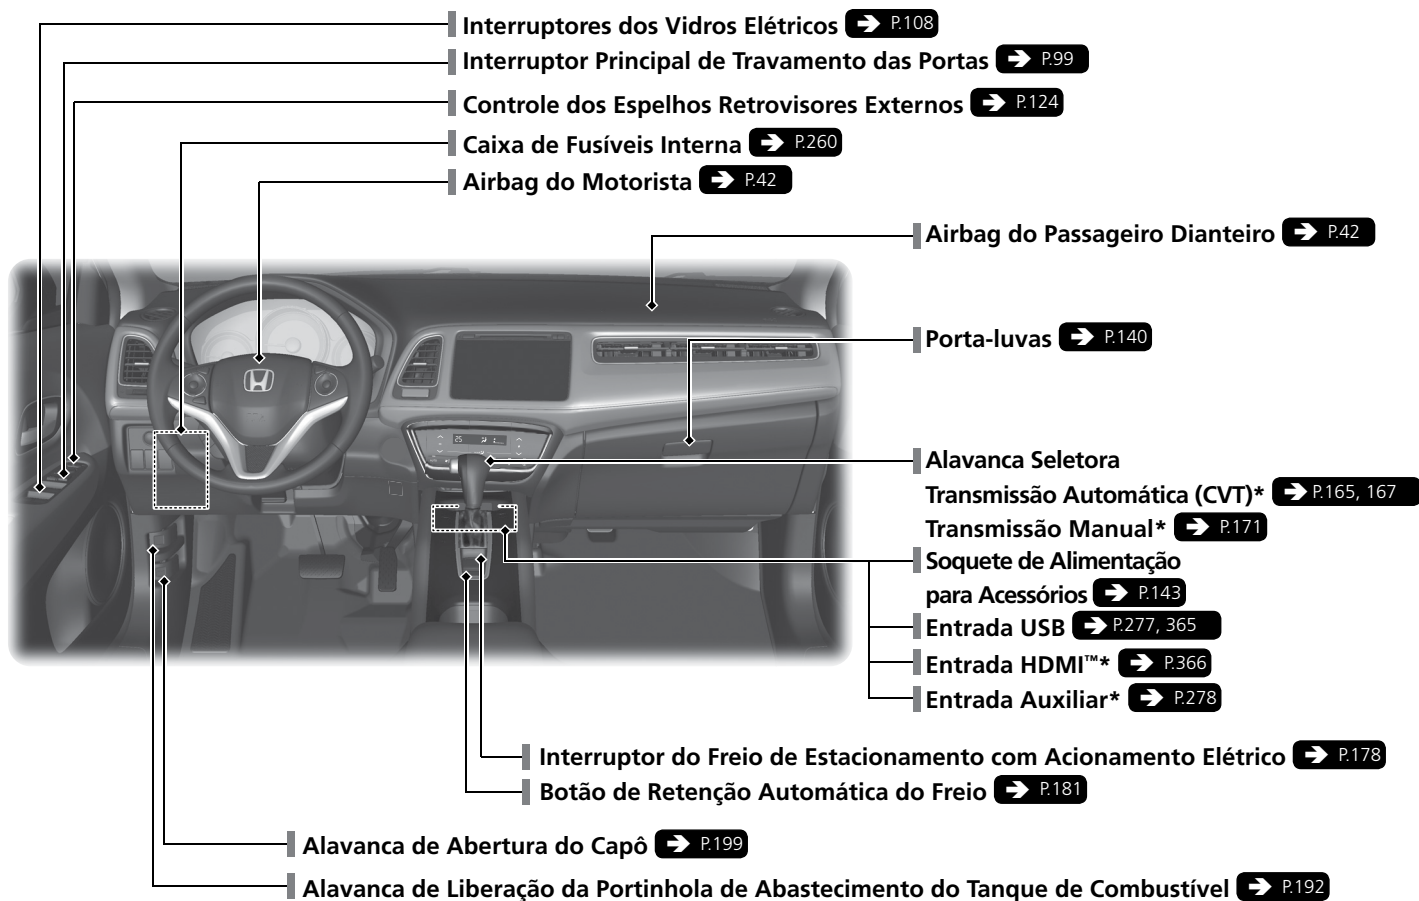 Interruptores dos Vidros Elétricos P.108
Interruptor Principal de Travamento das Portas P.99
Controle dos Espelhos Retrovisores Externos P.124
Caixa de Fusíveis Interna P.260
Airbag do Motorista P.42
Airbag do Passageiro Dianteiro P.42
Porta-luvas P.140
Alavanca Seletora
Transmissão Automática (CVT)* P.165, 167
Transmissão Manual* P.171
Soquete de Alimentação
para Acessórios P.143
Entrada USB P.277, 365
Entrada HDMI™* P.366
Entrada Auxiliar* P.278
Interruptor do Freio de Estacionamento com Acionamento Elétrico P.178
Botão de Retenção Automática do Freio P.181
Alavanca de Abertura do Capô P.199
Alavanca de Liberação da Portinhola de Abastecimento do Tanque de Combustível P.192